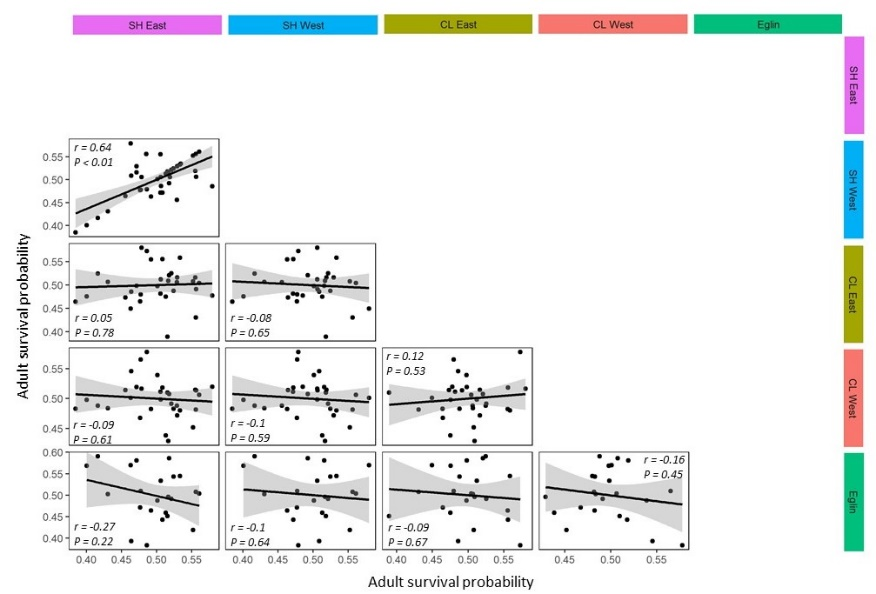 SH East SH West CL East CL West Eglin
SH East
r = 0.64
P < 0.01
0.55
0.50
0.45
0.40
SH West
0.55
0.50
0.45
0.40
r = 0.05
P = 0.78
r = -0.08
P = 0.65
CL East
0.55
0.50
0.45
r = -0.09
P = 0.61
r = -0.1
P = 0.59
r = 0.12
P = 0.53
CL West
0.60
0.55
0.50
0.45
0.40
r = -0.27
P = 0.22
r = -0.1
P = 0.64
r = -0.09
P = 0.67
r = -0.16
P = 0.45
Eglin
Adult survival probability
0.40 0.45 0.50 0.55 0.40 0.45 0.50 0.55 0.40 0.45 0.50 0.55 0.45 0.50 0.55
Adult survival probability